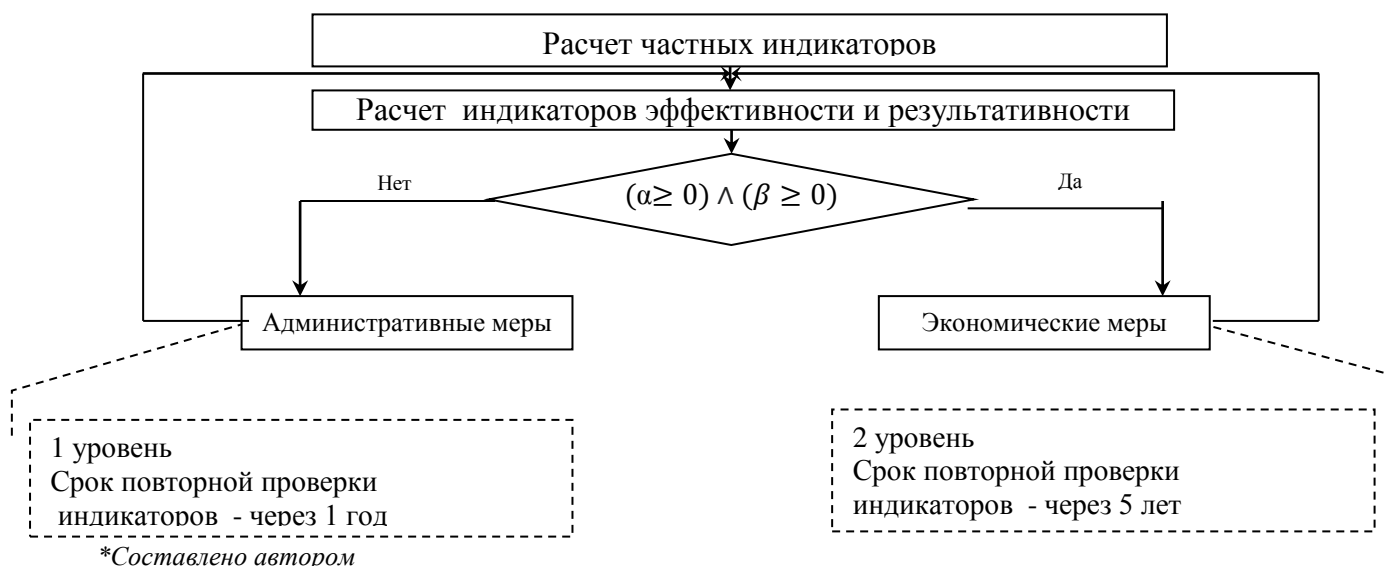 Расчет частных индикаторов
Расчет индикаторов эффективности и результативности
Нет
(α≥ 0) ∧ (β ≥ 0)
Да
Административные меры
Экономические меры
1 уровень
Срок повторной проверки
индикаторов - через 1 год
2 уровень
Срок повторной проверки
индикаторов - через 5 лет
*Составлено автором